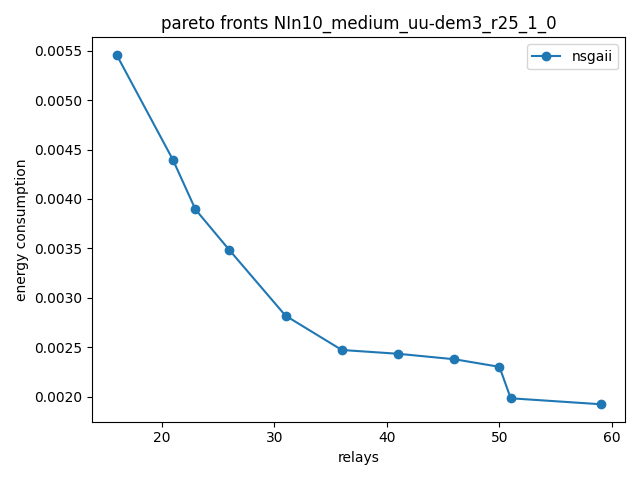 pareto fronts NIn10_medium_uu-dem3_r25_1_0
nsgaii
0.0055
0.0050
0.0045
0.0040
0.0035
0.0030
0.0025
0.0020
energy consumption
20 30 40 50 60
relays